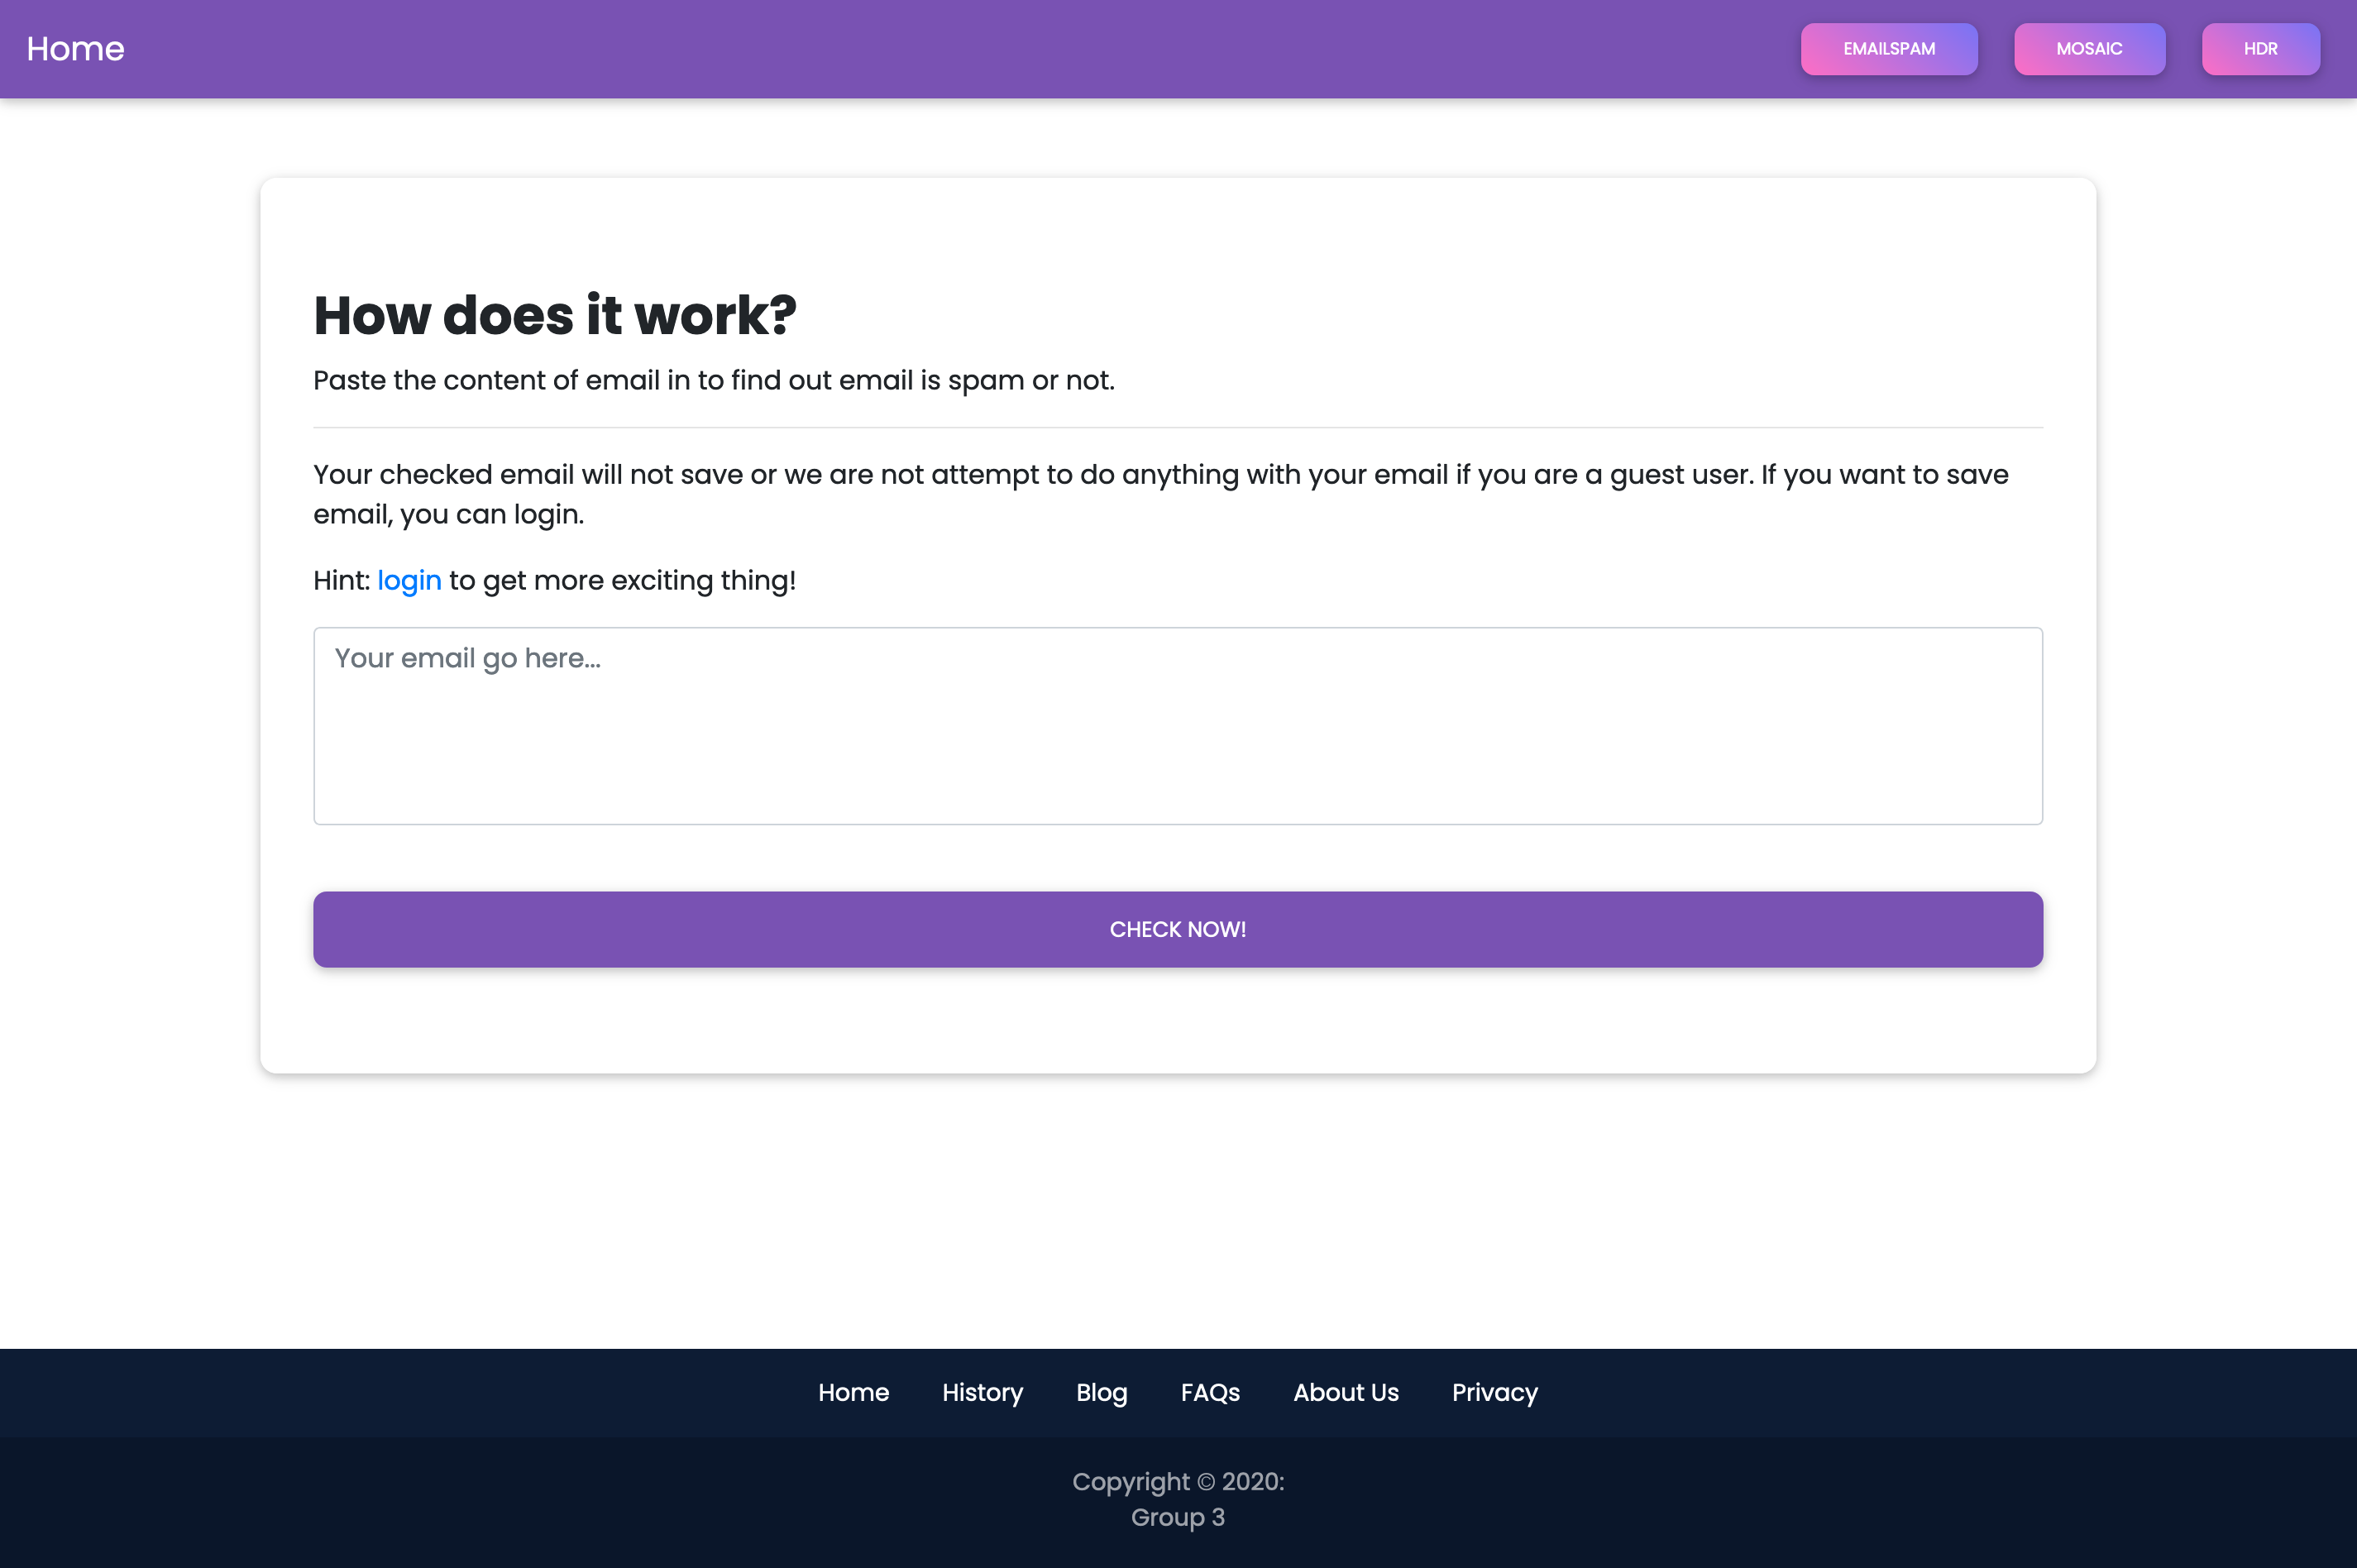 Home
EMAILSPAM
MOSAIC
HDR
How does it work?
Paste the content of email in to find out email is spam or not.
Your checked email will not save or we are not attempt to do anything with your email if you are a guest user. If you want to save
email, you can login.
Hint: login to get more exciting thing!
Your email go here...
CHECK NOW!
Home History Blog FAQs About Us Privacy
Copyright © 2020:
Group 3